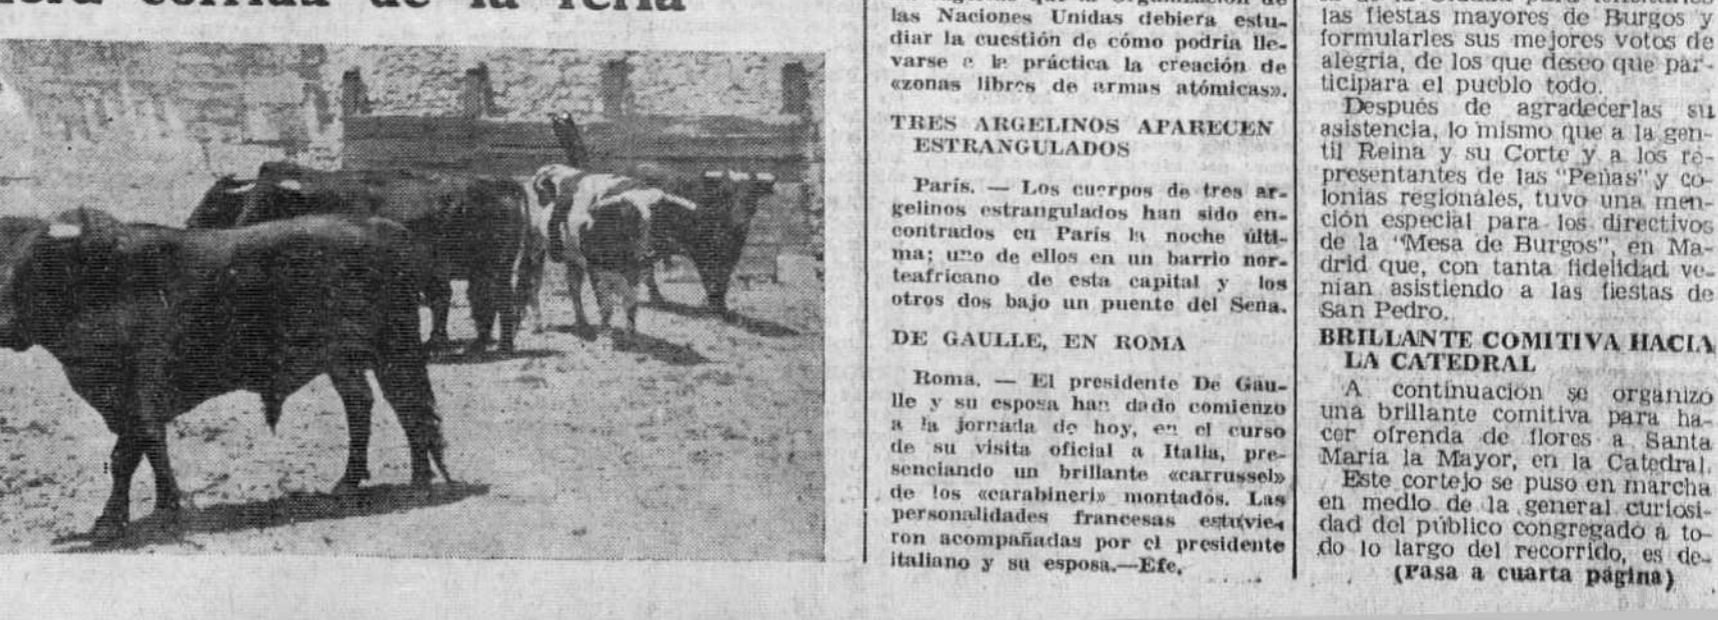 corrida de la feria
las Naciones Unidas debiera estu-
diar la cuestión de cómo podría lle-
varse a la práctica la creación de
«zonas libres de armas atómicas».
TRES ARGELINOS APARECEN
ESTRANGULADOS
París. — Los cuerpos de tres ar-
gelinos estrangulados han sido en-
contrados en París la noche últi-
ma; uno de ellos en un barrio nor-
teafricano de esta capital y los
otros dos bajo un puente del Sena.
DE GAULLE, EN ROMA
Roma. — El presidente De Gau-
lle y su esposa han dado comienzo
a la jornada de hoy, en el curso
de su visita oficial a Italia, pre-
senciando un brillante «carrussel»
de los «carabineri» montados. Las
personalidades francesas estuvie-
ron acompañadas por el presidente
italiano y su esposa.—Efe.
las fiestas mayores de Burgos y
formularles sus mejores votos de
alegría, de los que deseo que par-
ticipara el pueblo todo.
Después de agradecerlas su
asistencia, lo mismo que a la gen-
til Reina y su Corte y a los re-
presentantes de las "Peñas" y co-
lonias regionales, tuvo una men-
ción especial para los directivos
de la "Mesa de Burgos", en Ma-
drid que, con tanta fidelidad ve-
nían asistiendo a las fiestas de
San Pedro.
BRILLANTE COMITIVA HACIA
LA CATEDRAL
A continuación se organizó
una brillante comitiva para ha-
cer ofrenda de flores a Santa
María la Mayor, en la Catedral.
Este cortejo se puso en marcha
en medio de la general curiosi-
dad del público congregado a to-
do lo largo del recorrido, es de-
(Pasa a cuarta página)